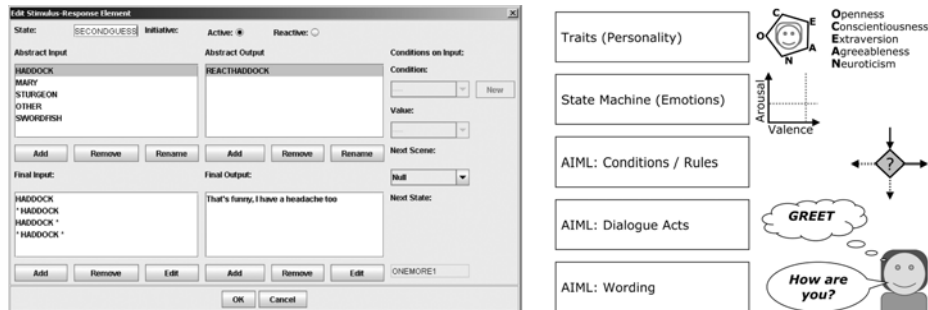 Edit Stimulus-Response Element
State: SECONDGUESS Initiative: Active: Reactive:
Abstract Input Abstract Output Conditions on Input:
HADDOCK
MARY
STURGEON
OTHER
SWORDFISH
REACTHADDOCK
Condition:
---- New
Value:
----
Add Remove Rename Add Remove Rename
Next Scene:
Final Input: Final Output:
Null
HADDOCK
* HADDOCK
HADDOCK *
* HADDOCK *
That's funny, I have a headache too
Next State:
Add Remove Edit Add Remove Edit
ONEMORE1
OK Cancel
Traits (Personality)
C
O
E
N
A
Openness
Conscientiousness
Extraversion
Agreeableness
Neuroticism
State Machine (Emotions)
Arousal
Valence
AIML: Conditions / Rules
?
AIML: Dialogue Acts
GREET
AIML: Wording
How are
you?